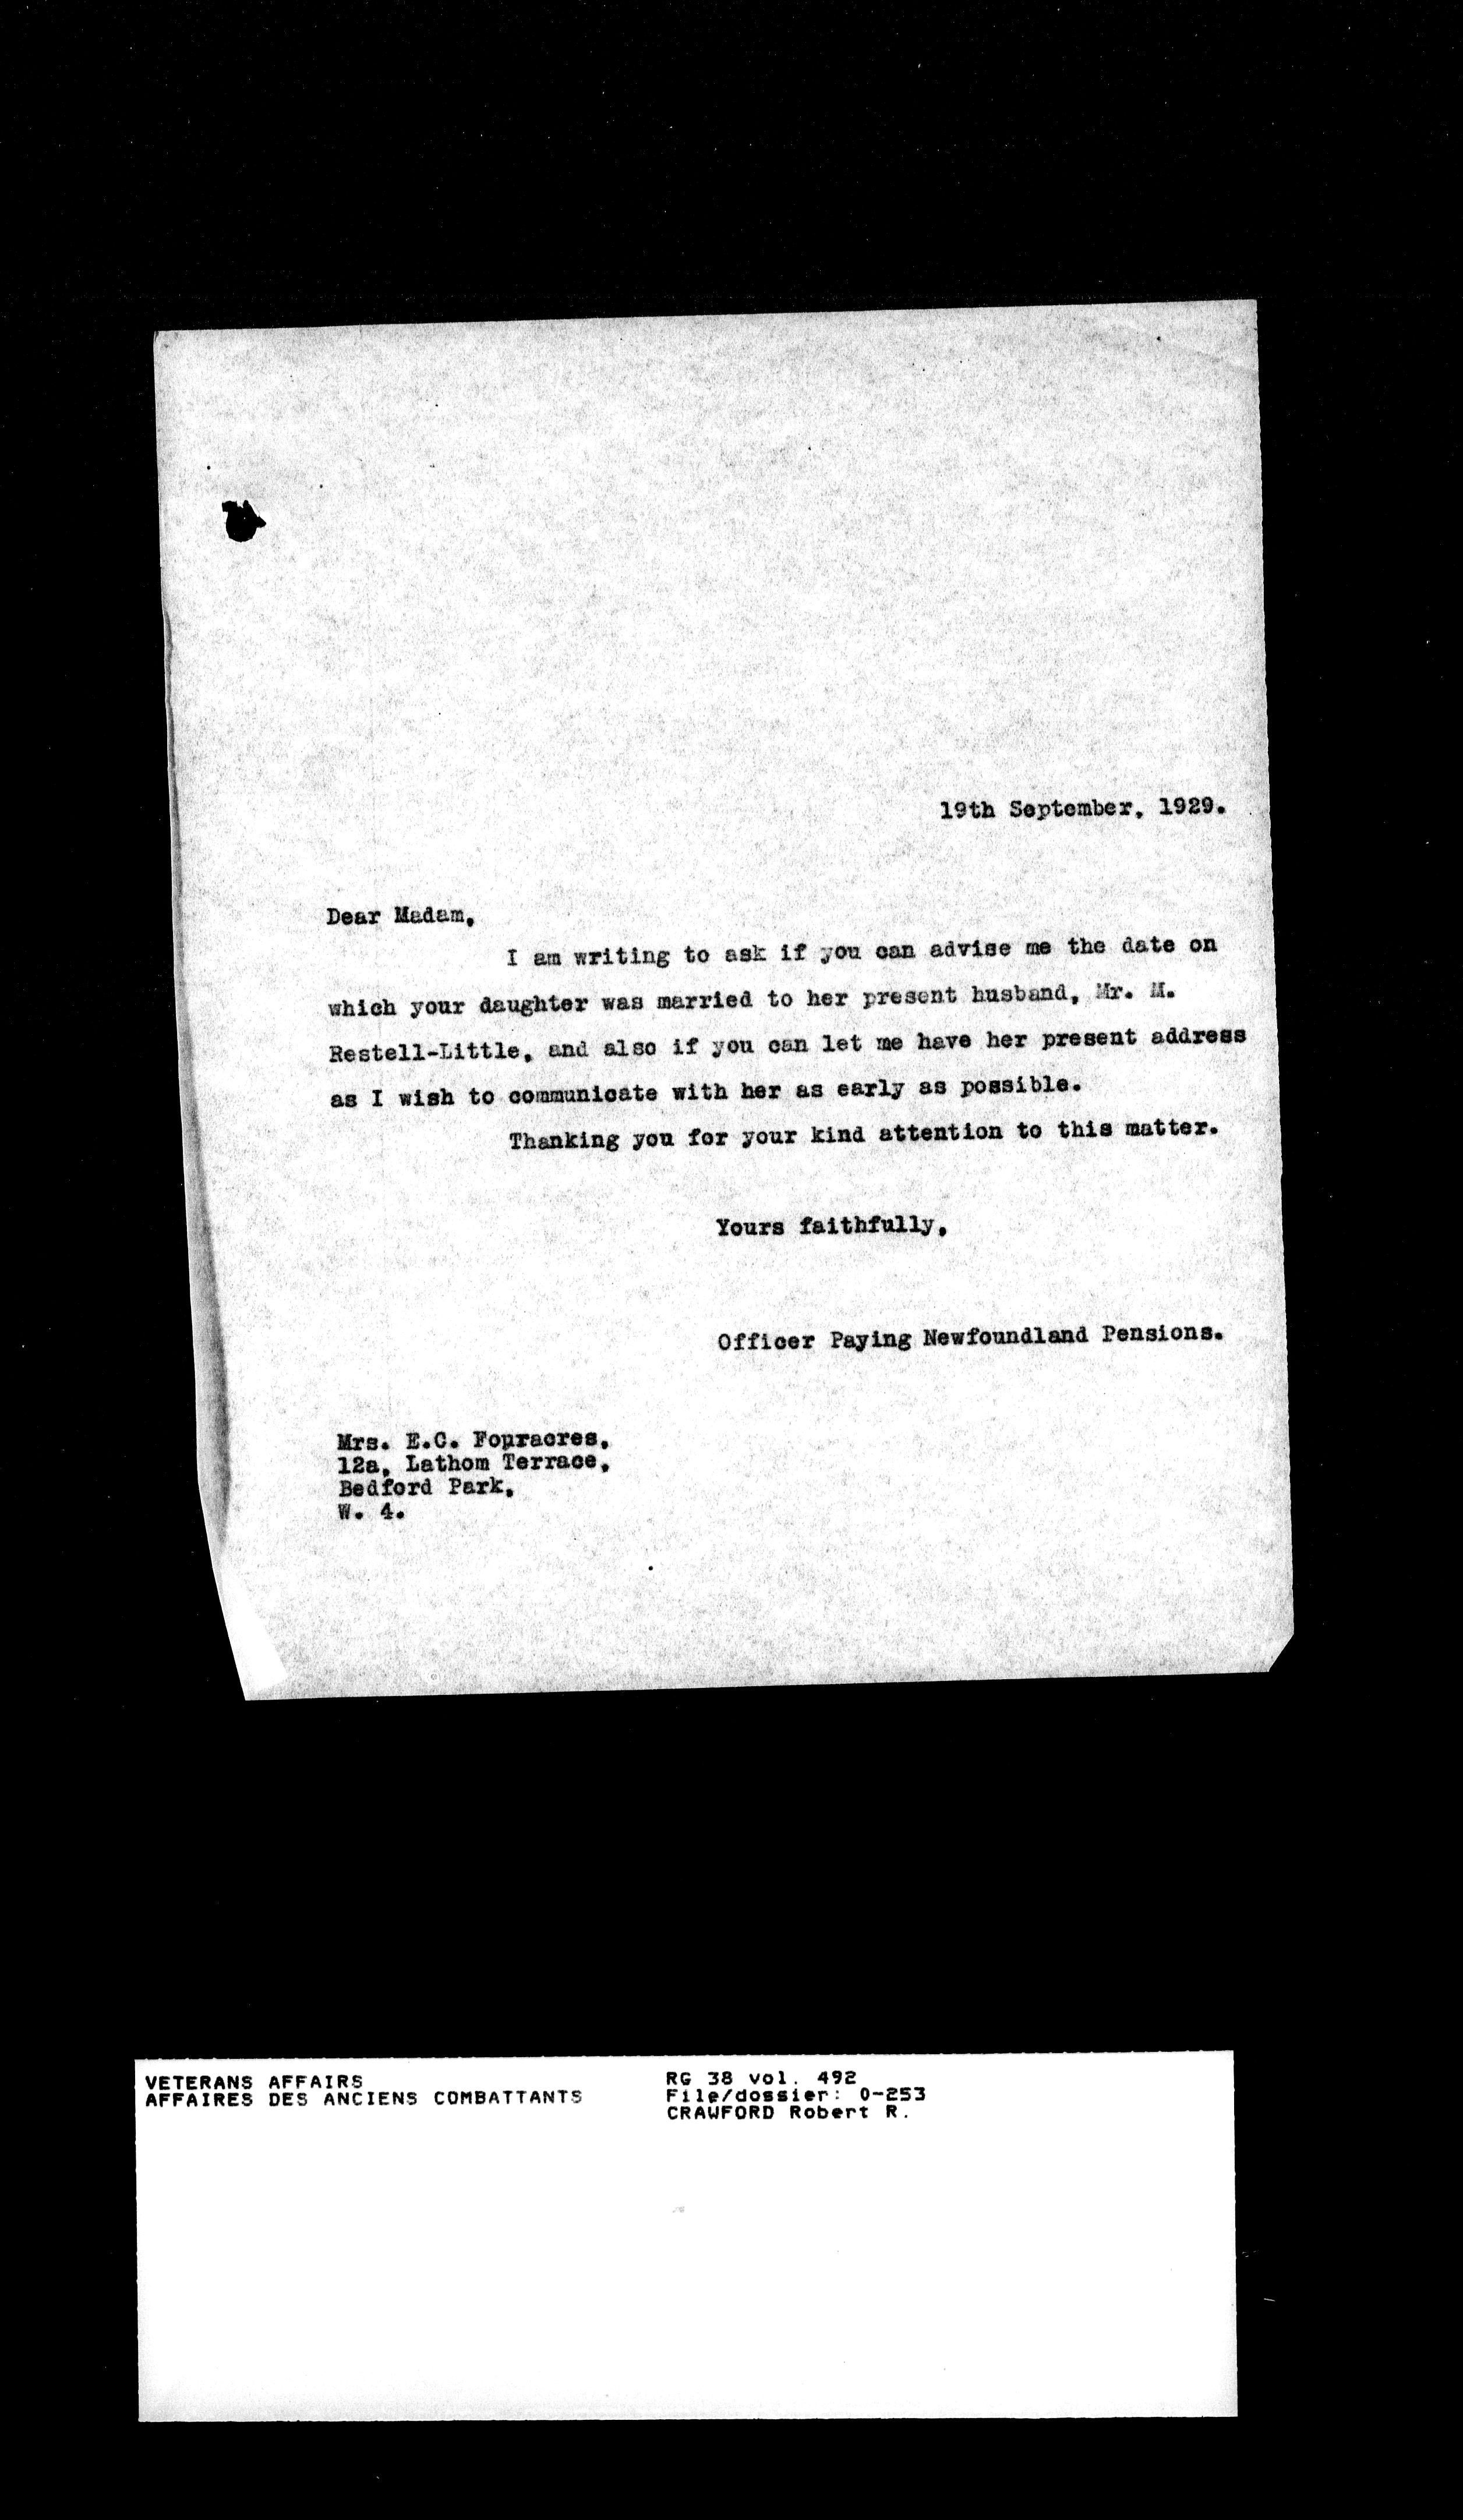 19th September, 1929.
Dear Madam,
I am writing to ask if you can advise me the date on
which your daughter was married to her present husband, Mr. M.
Restell-Little, and also if you can let me have her present address
as I wish to communicate with her as early as possible.
Thanking you for your kind attention to this matter.
Yours faithfully,
Officer Paying Newfoundland Pensions.
Mrs. E.C. Fouracres,
12a, Lathom Terrace,
Bedford Park,
W. 4.
VETERANS AFFAIRS
AFFAIRES DES ANCIENS COMBATTANTS
RG 38 vol. 492
File/dossier: 0-253
CRAWFORD Robert R.